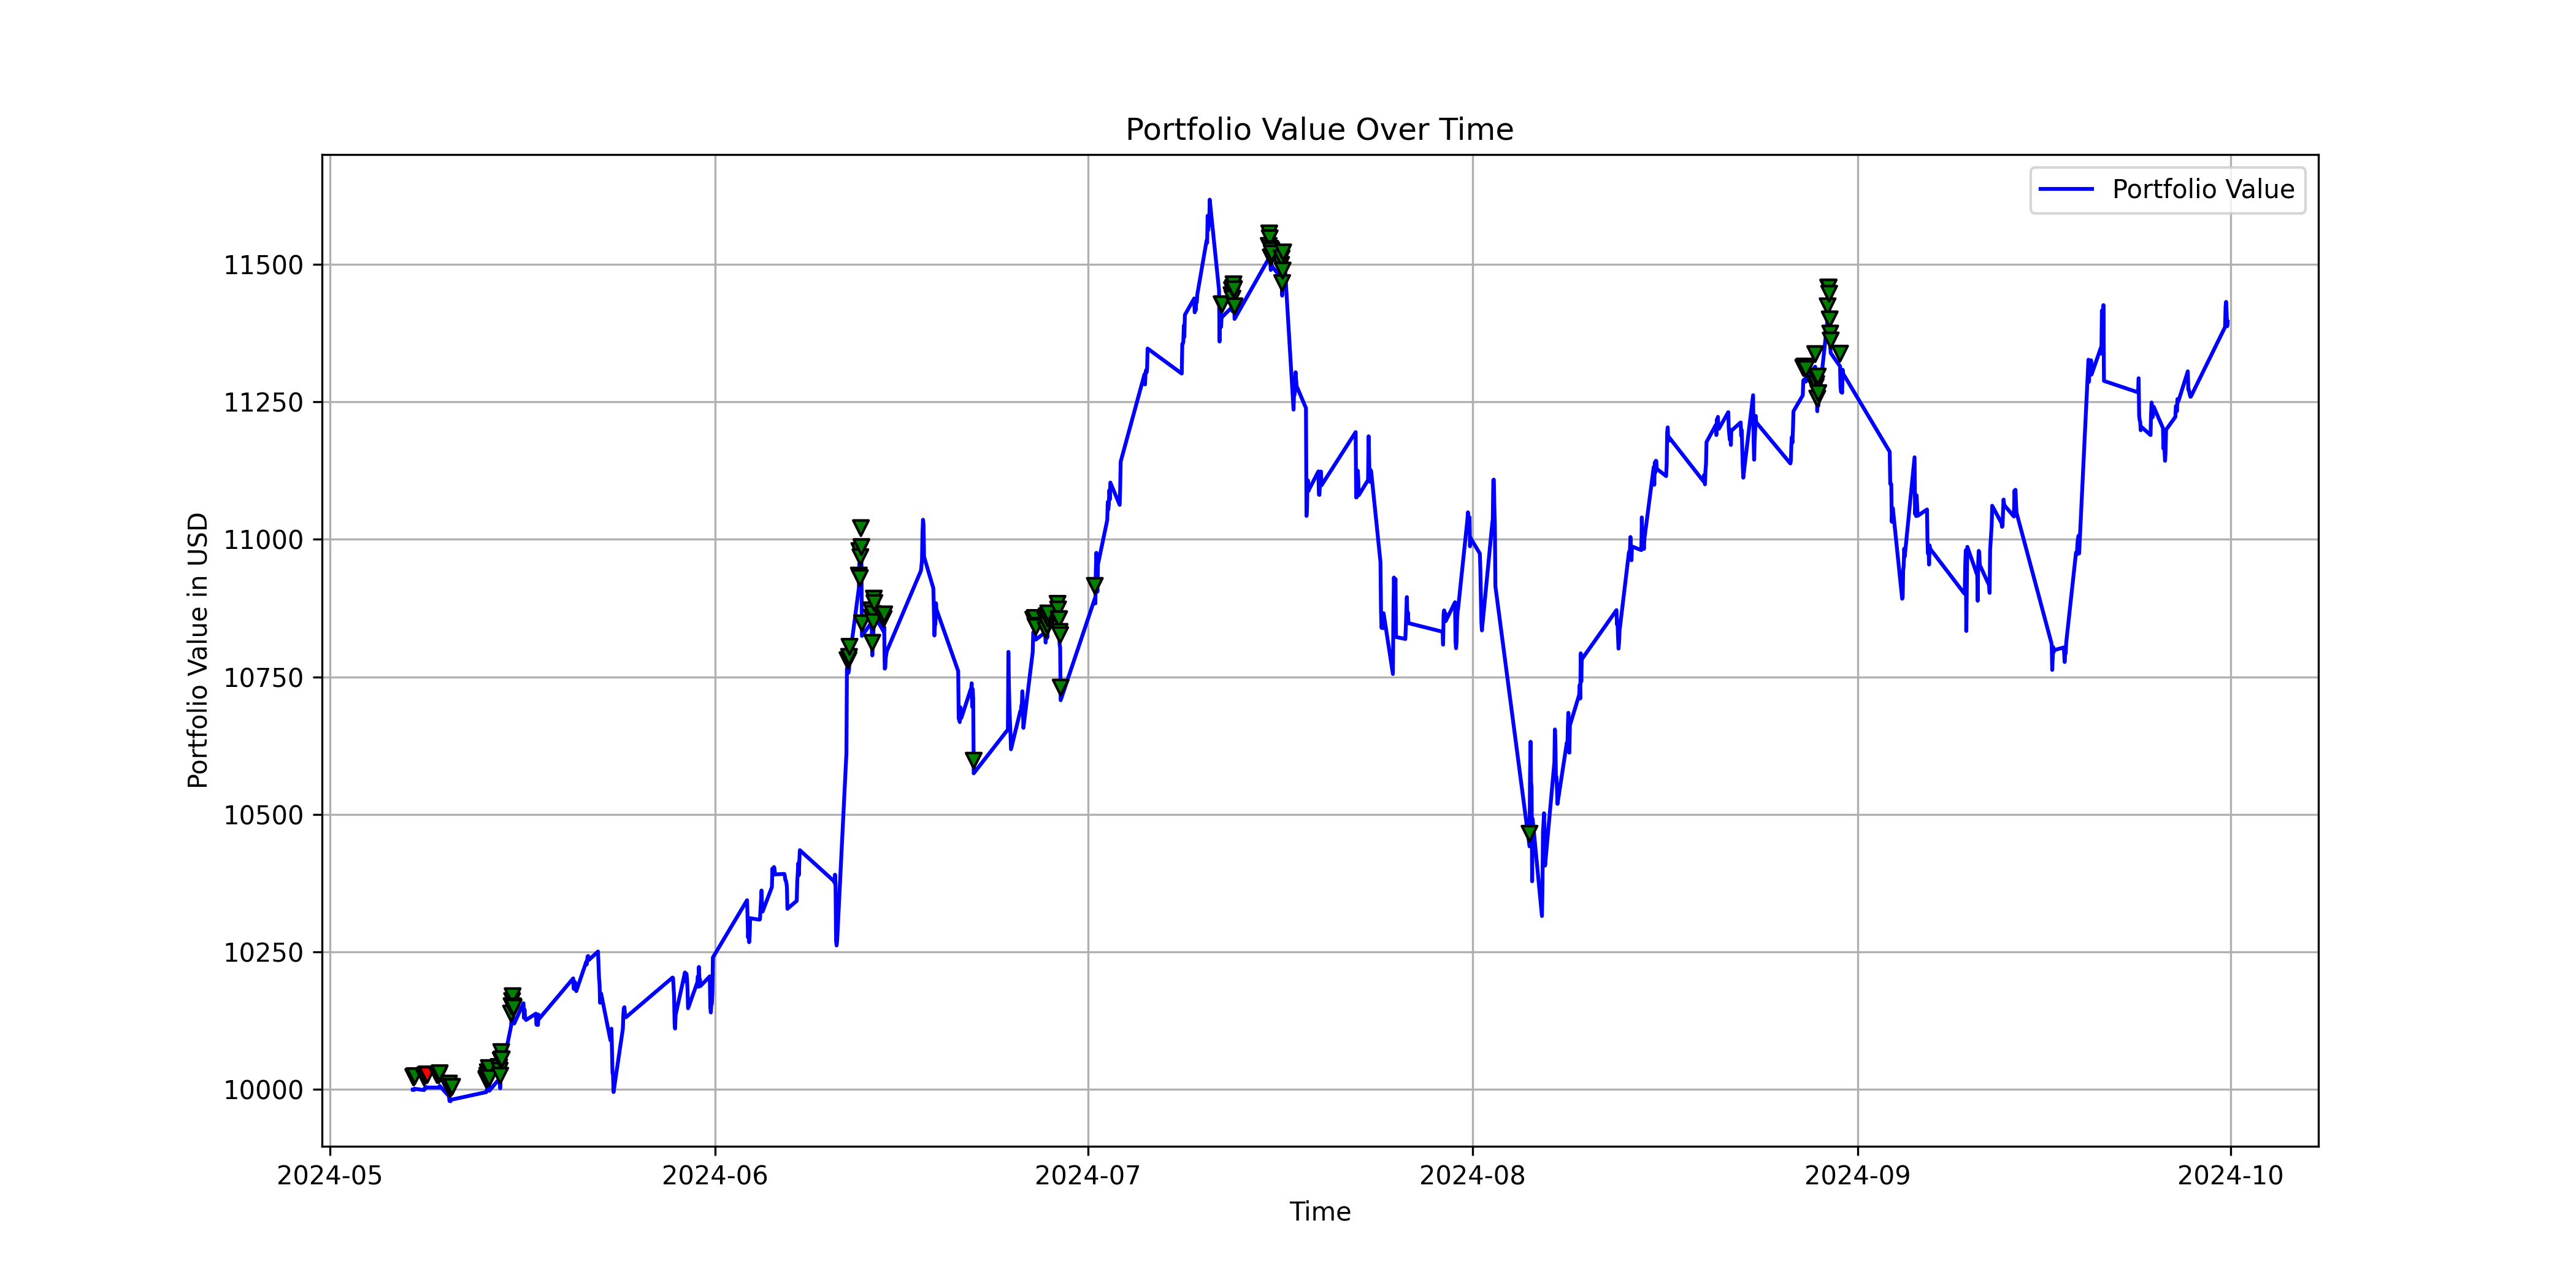 Portfolio Value Over Time
Portfolio Value
11500
11250
11000
10750
10500
10250
10000
Portfolio Value in USD
2024-05 2024-06 2024-07 2024-08 2024-09 2024-10
Time